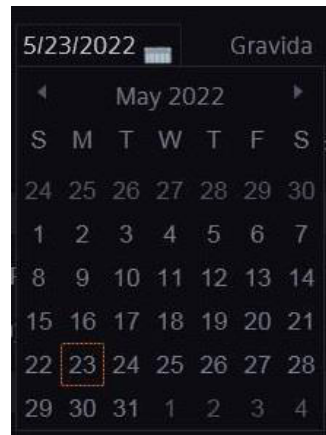 5/23/2022 Gravida
May 2022
S M T W T F S
24 25 26 27 28 29 30
1 2 3 4 5 6 7
8 9 10 11 12 13 14
15 16 17 18 19 20 21
22 23 24 25 26 27 28
29 30 31 1 2 3 4